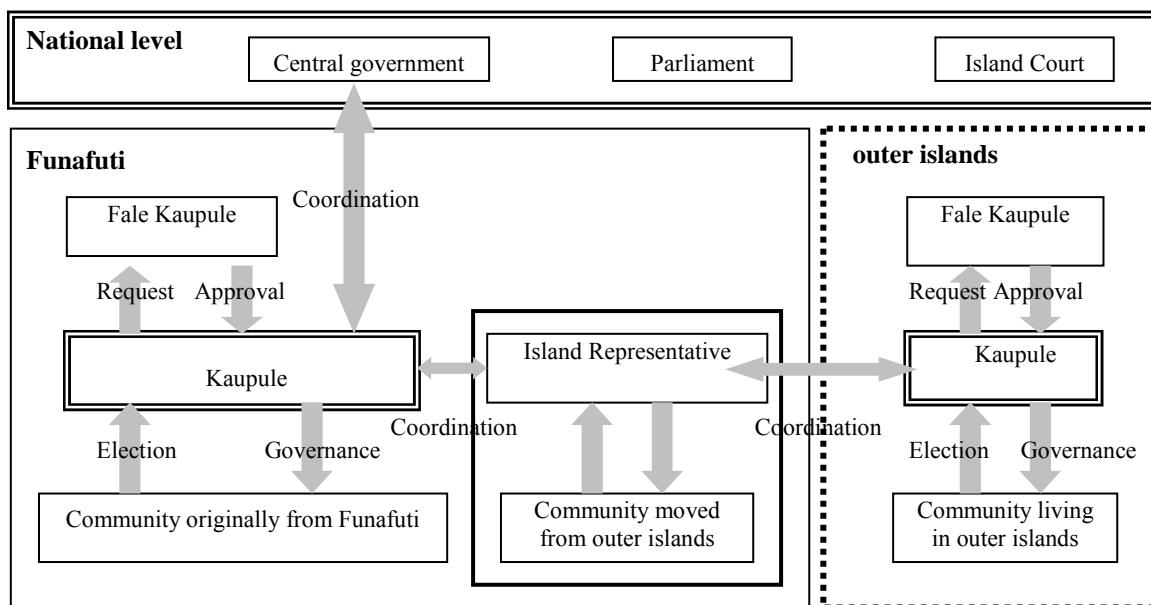 National level
Central government
Parliament
Island Court
Funafuti
outer islands
Fale Kaupule
Coordination
Fale Kaupule
Request
Approval
Request
Approval
Kaupule
Island Representative
Kaupule
Coordination
Coordination
Election
Governance
Election
Governance
Community originally from Funafuti
Community moved
from outer islands
Community living
in outer islands